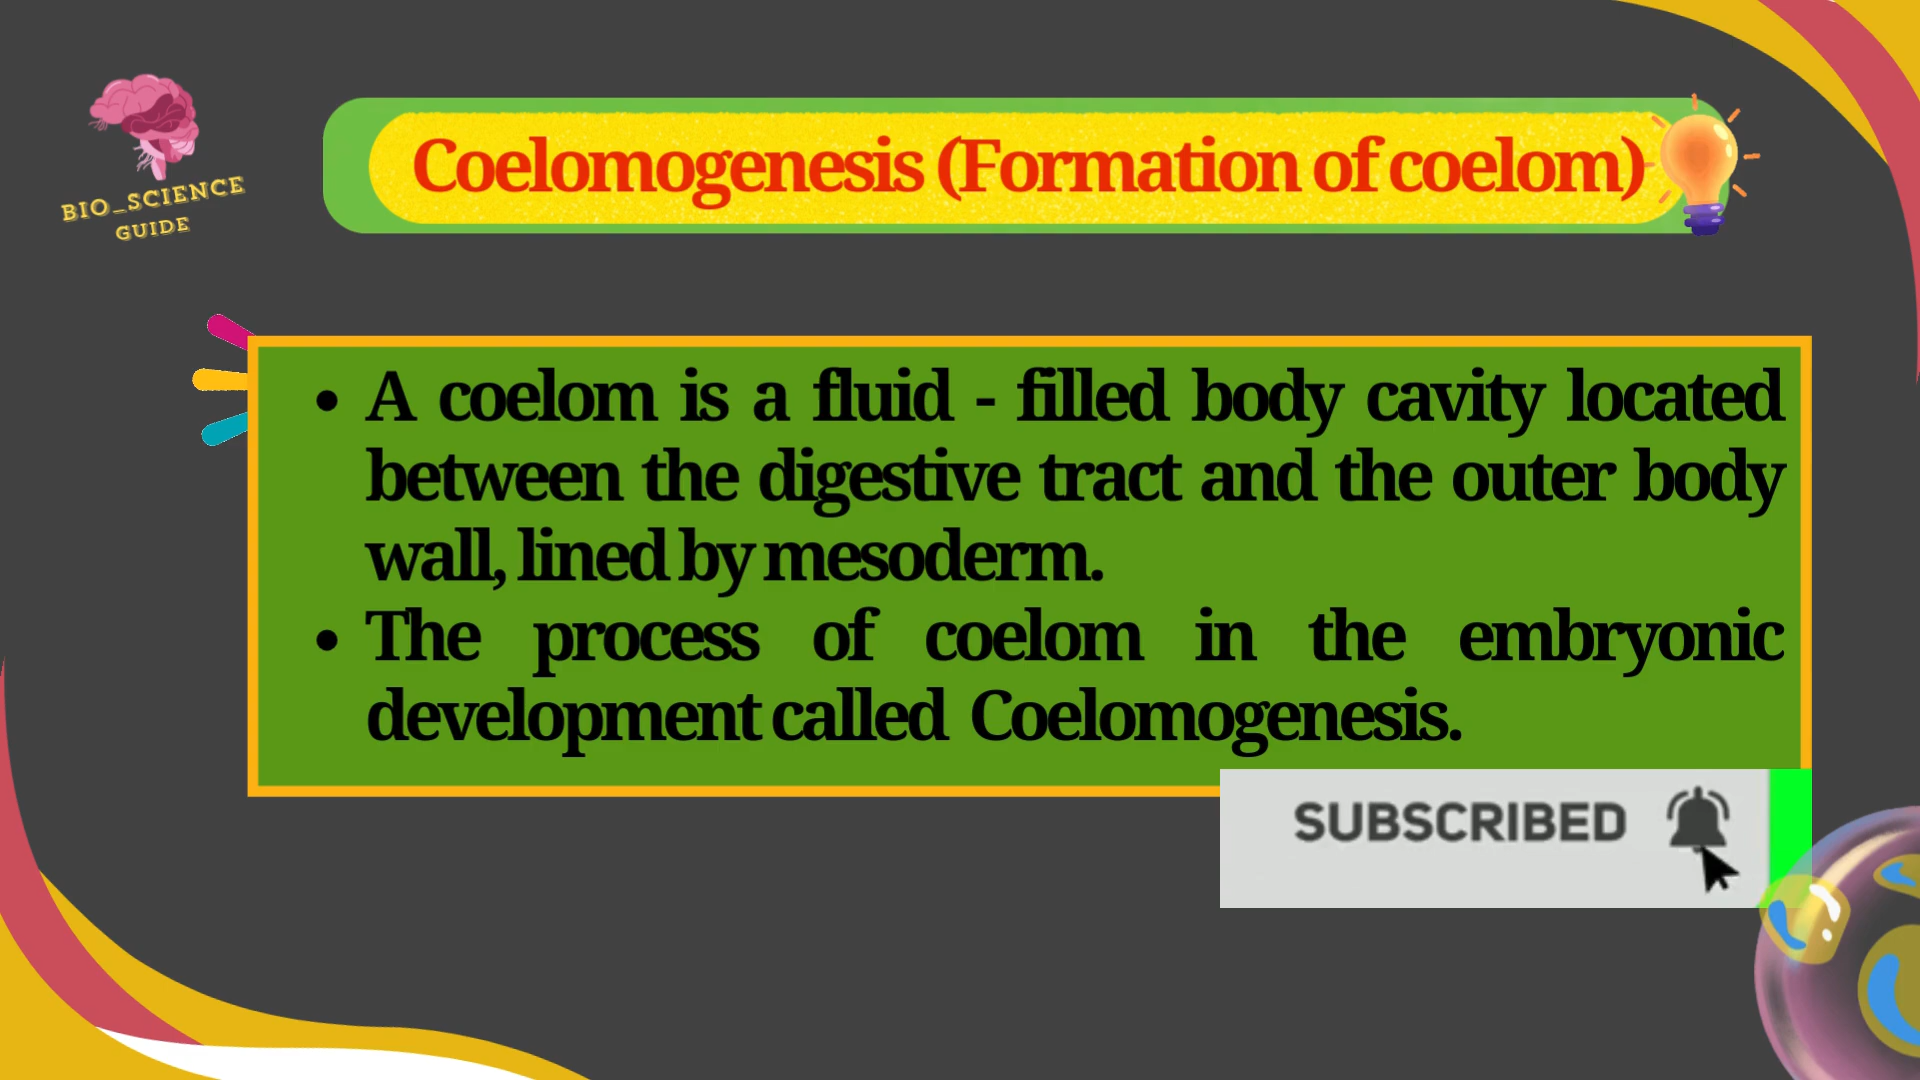 BIO_SCIENCE
GUIDE
Coelomogenesis (Formation of coelom)
• A coelom is a fluid - filled body cavity located
between the digestive tract and the outer body
wall, lined by mesoderm.
• The process of coelom in the embryonic
development called Coelomogenesis.
SUBSCRIBED